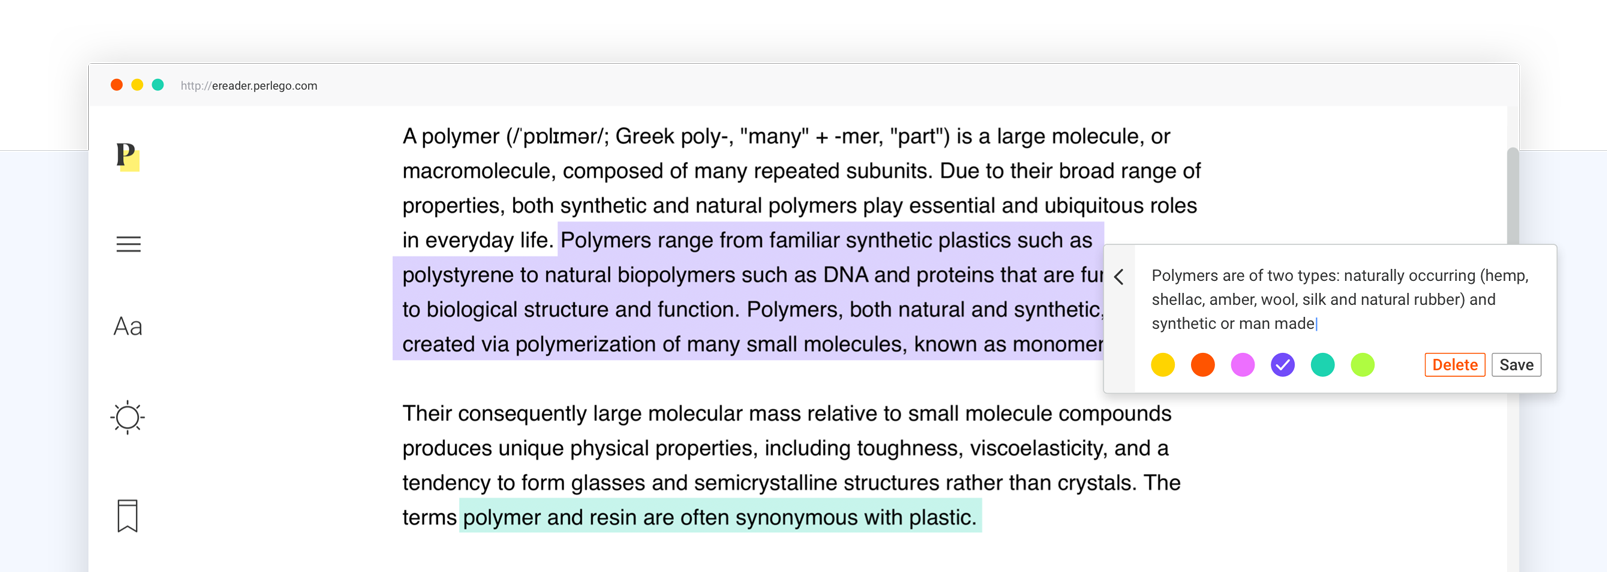 http://ereader.perlego.com
P
Aa
A polymer (/ˈpɒlɪmər/; Greek poly-, "many" + -mer, "part") is a large molecule, or
macromolecule, composed of many repeated subunits. Due to their broad range of
properties, both synthetic and natural polymers play essential and ubiquitous roles
in everyday life. Polymers range from familiar synthetic plastics such as
polystyrene to natural biopolymers such as DNA and proteins that are
to biological structure and function. Polymers, both natural and synthetic,
created via polymerization of many small molecules, known as
Their consequently large molecular mass relative to small molecule compounds
produces unique physical properties, including toughness, viscoelasticity, and a
tendency to form glasses and semicrystalline structures rather than crystals. The
terms polymer and resin are often synonymous with plastic.
Polymers are of two types: naturally occurring (hemp,
shellac, amber, wool, silk and natural rubber) and
synthetic or man made
Delete Save